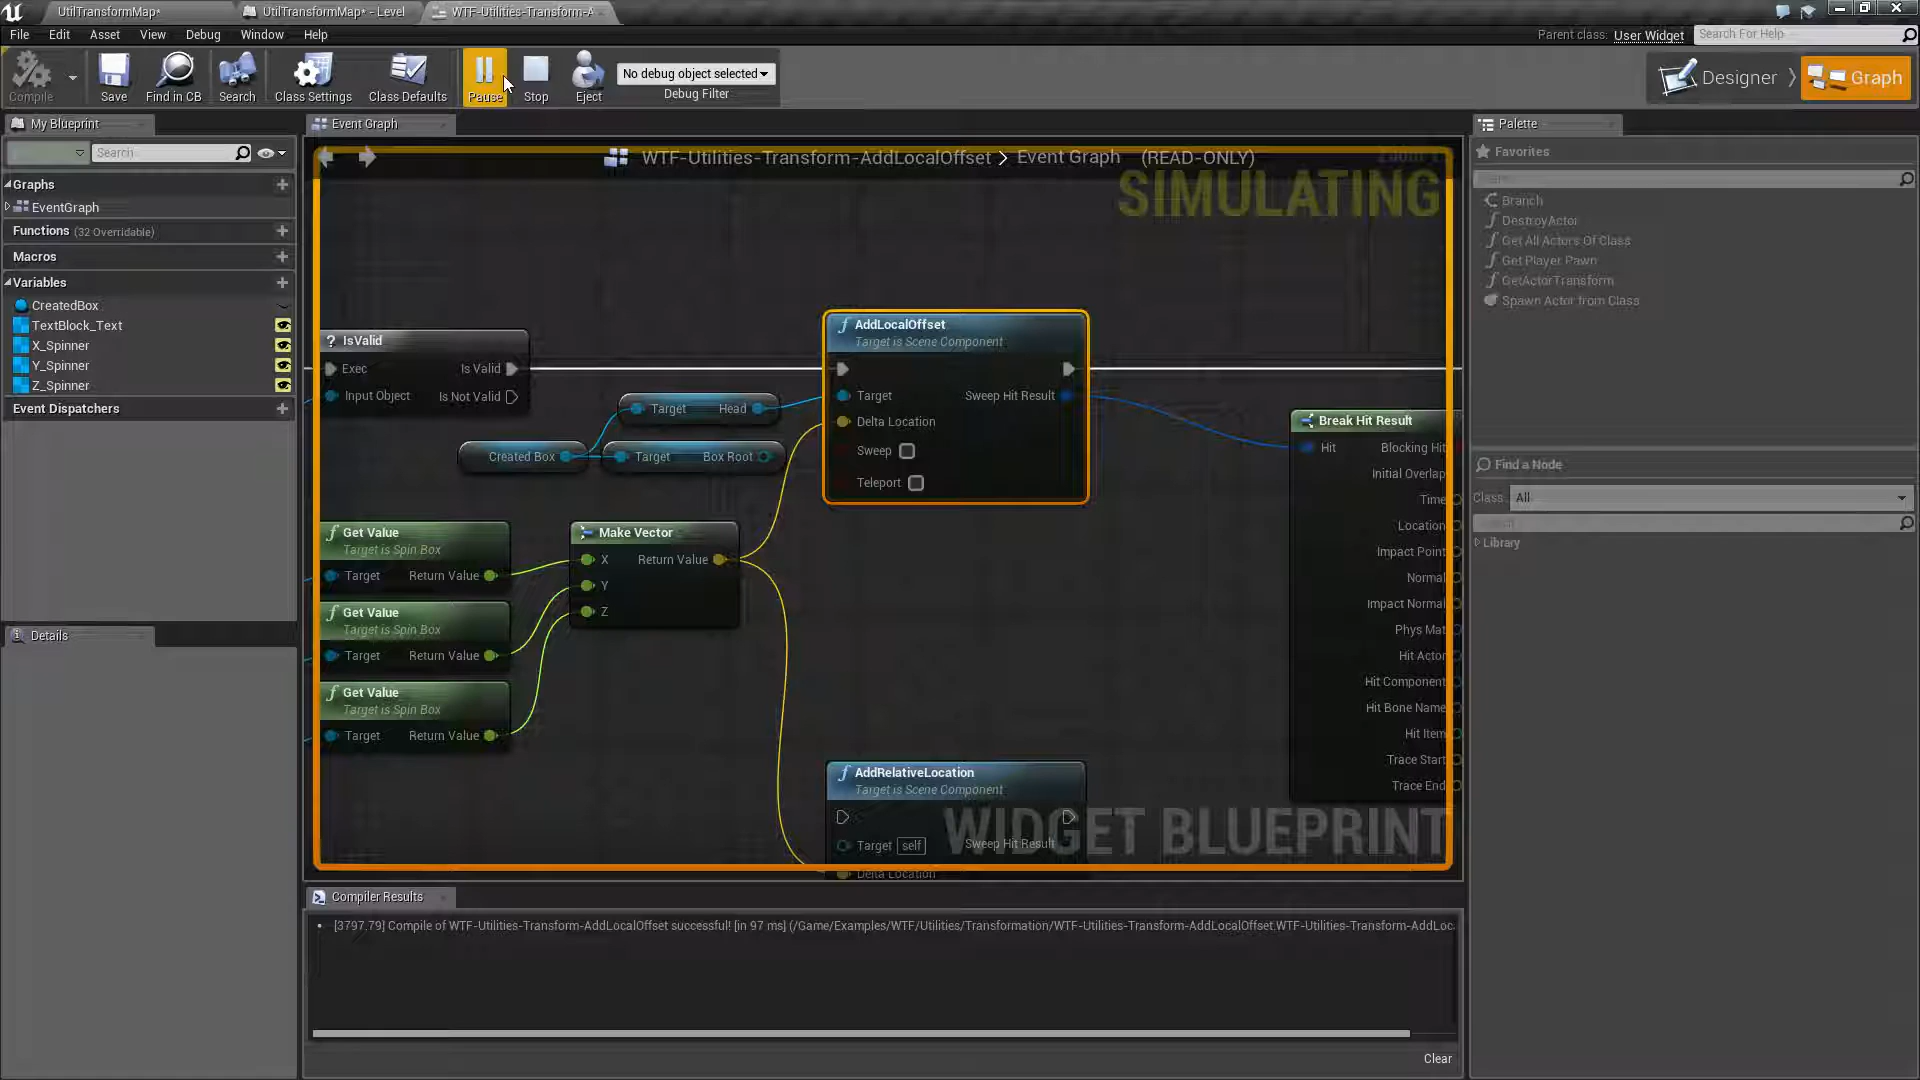 UtilTransformMap*
UtilTransformMap* - Level
WTF-Utilities-Transform-A
File
Edit
Asset
View
Debug
Window
Help
Parent class:
User Widget
Search For Help
Compile
Save
Find in CB
Search
Class Settings
Class Defaults
Pause
Stop
Eject
No debug object selected
Debug Filter
Designer
Graph
My Blueprint
Event Graph
Palette
Search
WTF-Utilities-Transform-AddLocalOffset > Event Graph (READ-ONLY)
SIMULATING
Favorites
Graphs
EventGraph
Functions (32 Overridable)
Macros
Variables
CreatedBox
TextBlock_Text
X_Spinner
Y_Spinner
Z_Spinner
Event Dispatchers
Branch
DestroyActor
Get All Actors Of Class
Get Player Pawn
GetActorTransform
Spawn Actor from Class
? IsValid
Exec
Is Valid
Input Object
Is Not Valid
Target
Head
Created Box
Target
Box Root
AddLocalOffset
Target is Scene Component
Target
Sweep Hit Result
Delta Location
Sweep
Teleport
Break Hit Result
Hit
Blocking Hit
Initial Overlap
Time
Location
Impact Point
Normal
Impact Normal
Phys Mat
Hit Actor
Hit Component
Hit Bone Name
Hit Item
Trace Start
Trace End
f Get Value
Target is Spin Box
Target
Return Value
f Get Value
Target is Spin Box
Target
Return Value
f Get Value
Target is Spin Box
Target
Return Value
Make Vector
X
Return Value
Y
Z
AddRelativeLocation
Target is Scene Component
Target
self
Sweep Hit Result
Delta Location
WIDGET BLUEPRINT
Find a Node
Class
All
Library
Details
Compiler Results
[3797.79] Compile of WTF-Utilities-Transform-AddLocalOffset successful! [in 97 ms] (/Game/Examples/WTF/Utilities/Transformation/WTF-Utilities-Transform-AddLocalOffset.WTF-Utilities-Transform-AddLoc
Clear